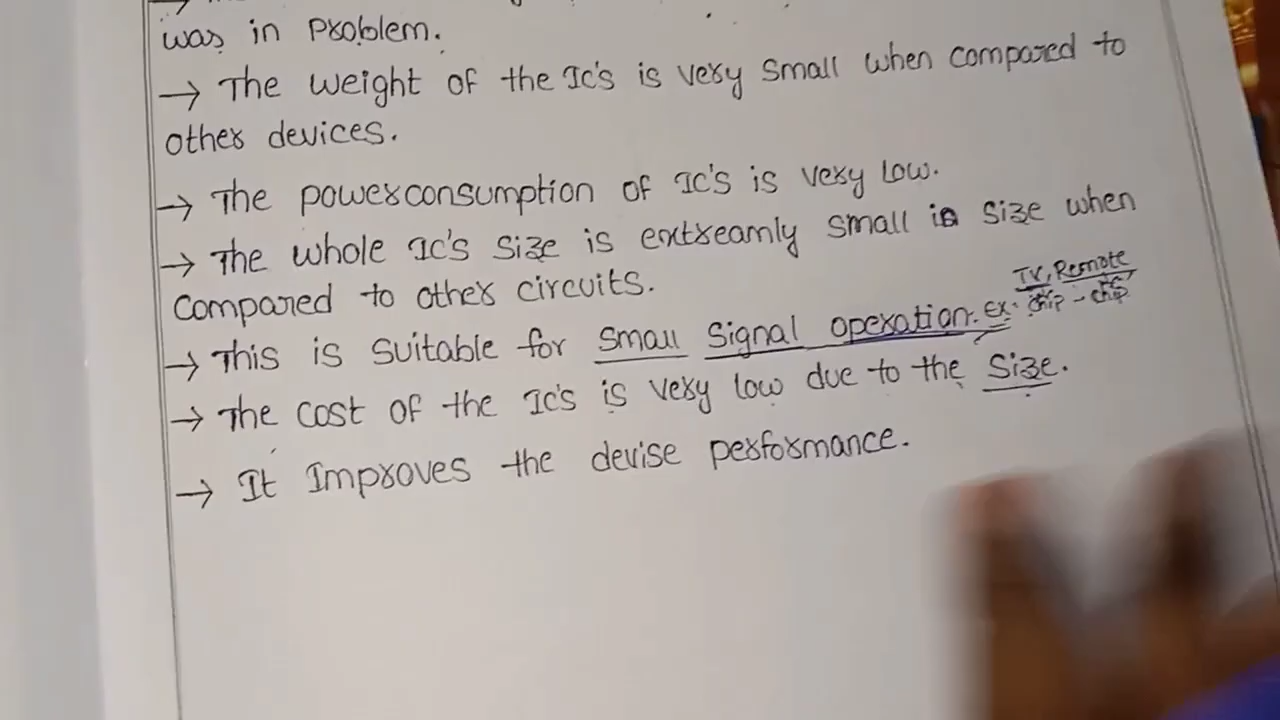 was in Problem.
→ The weight of the Ic's is very small when compared to
other devices.
→ The powerconsumption of Ic's is very low.
→ The whole Ic's size is extreamly small in size when
compared to other circuits.
TV, Remote
→ This is suitable for small signal operation. Ex: chip -
→ The cost of the Ic's is very low due to the size.
→ It Improves the devise performance.